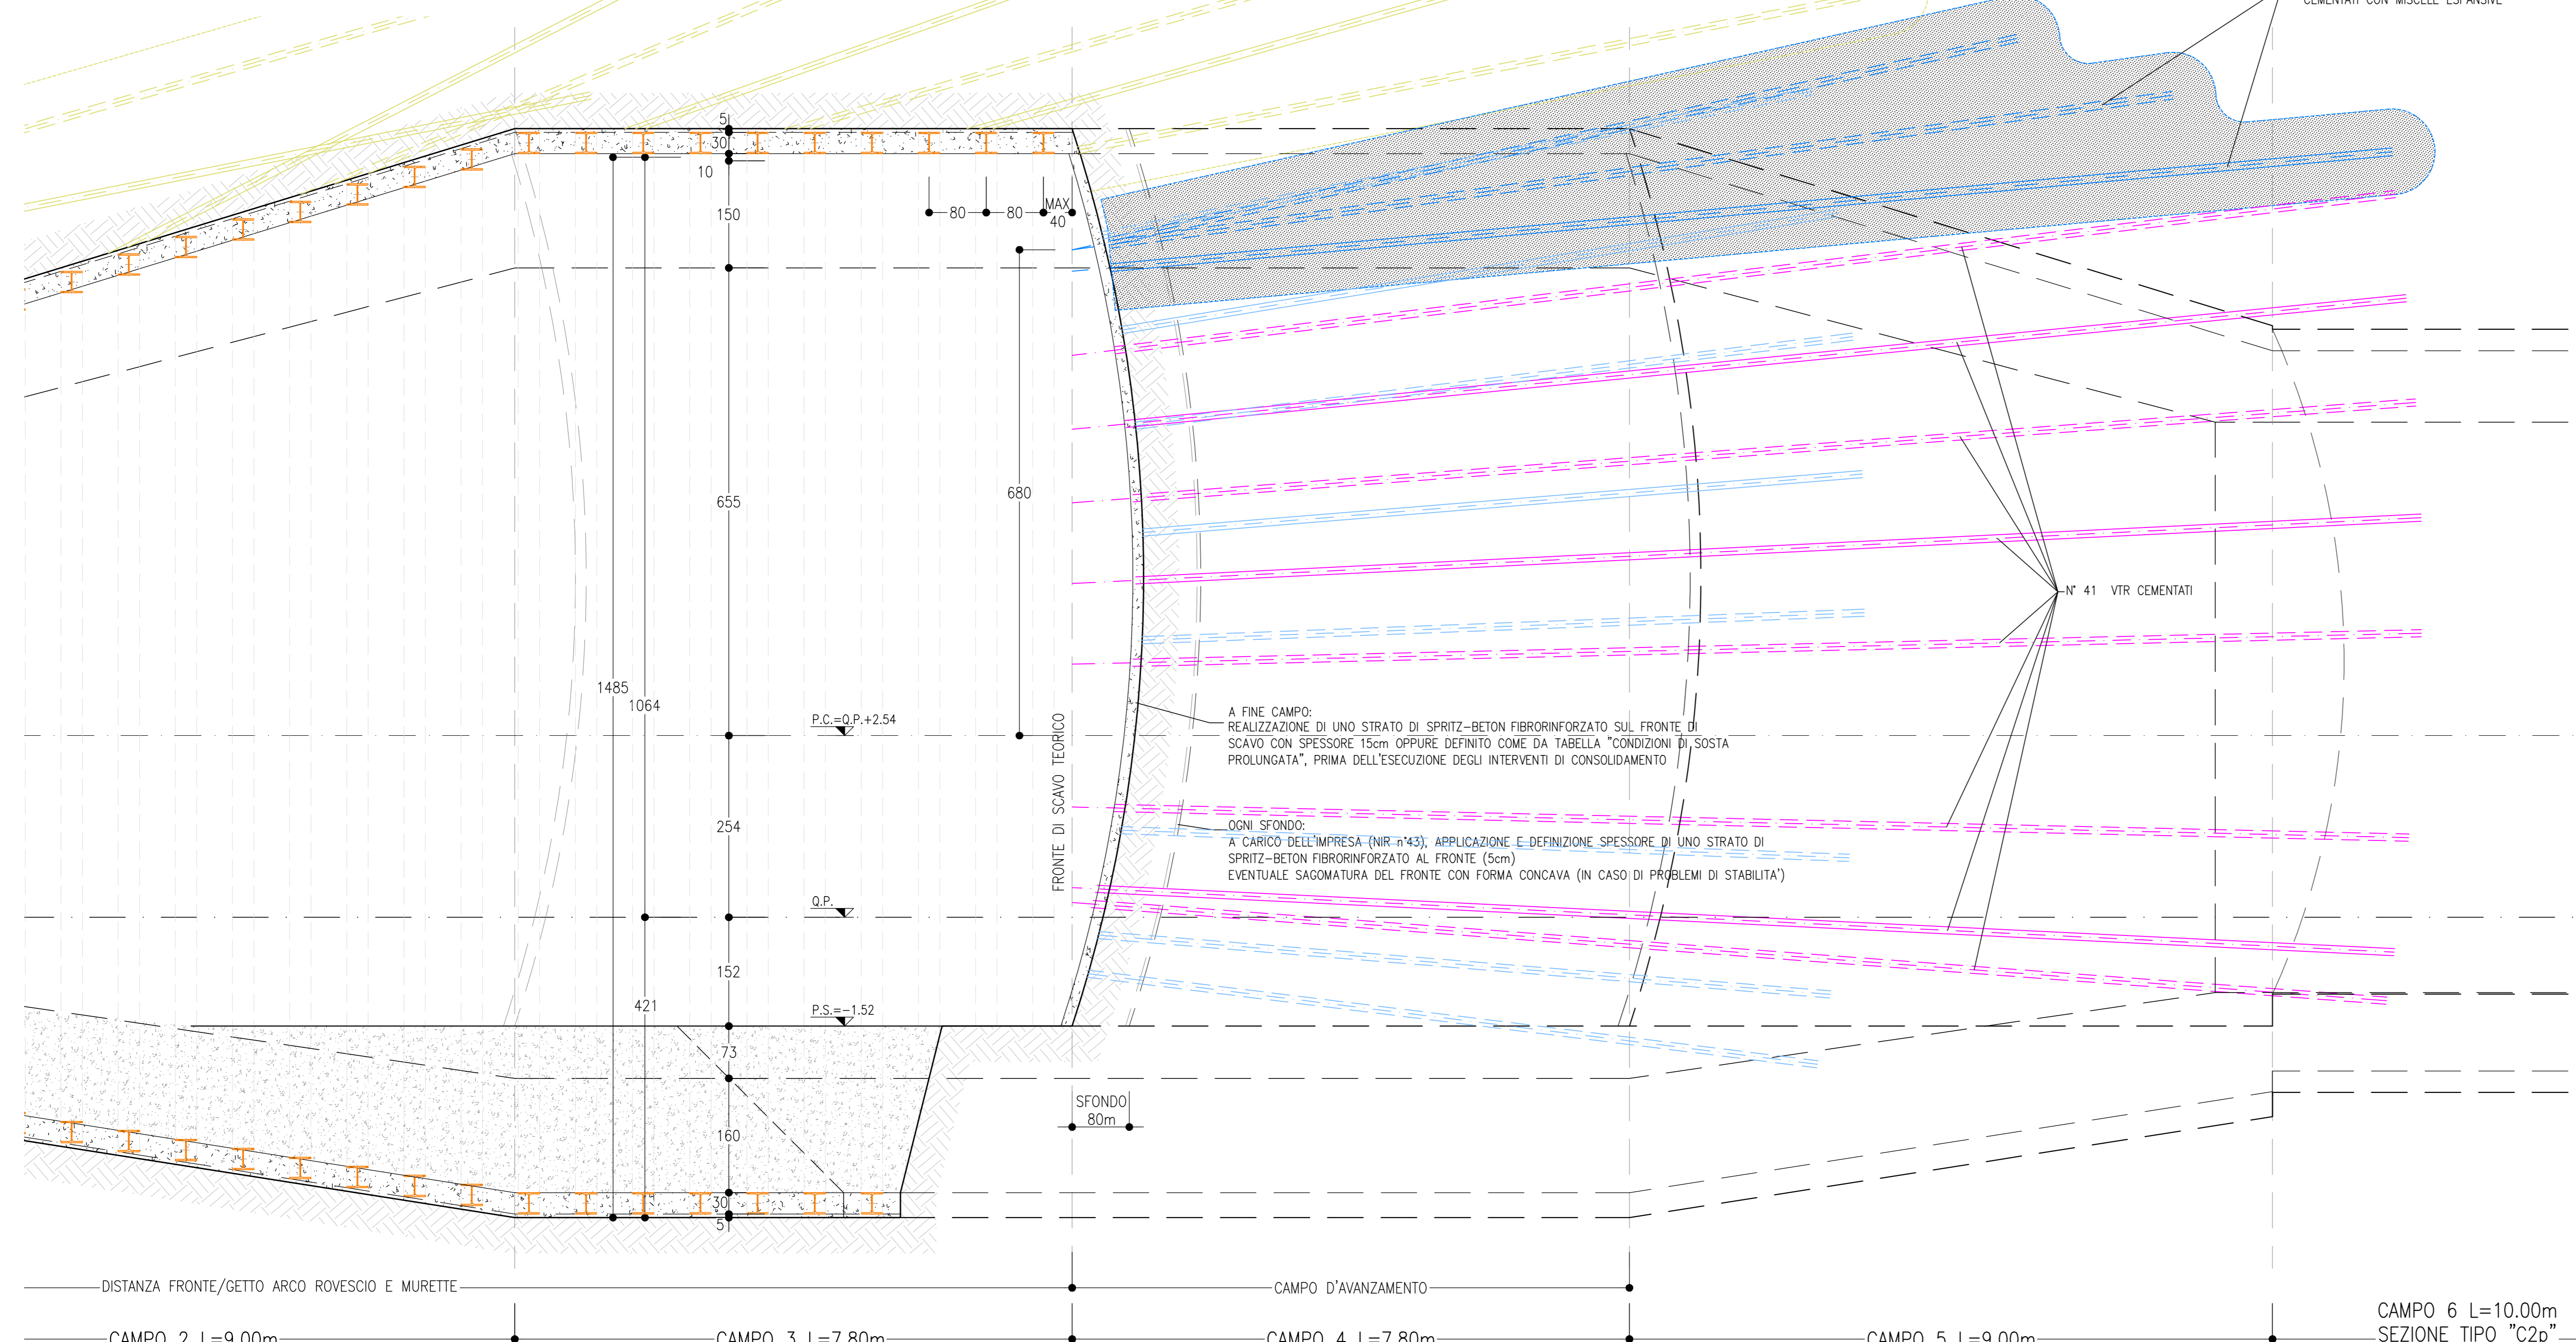 CEMENTATI CON MISCELE ESPANSIVE
5
30
10
150
80
80
MAX
40
655
680
1485
1064
P.C.=Q.P.+2.54
FRONTE DI SCAVO TEORICO
A FINE CAMPO:
REALIZZAZIONE DI UNO STRATO DI SPRITZ-BETON FIBRORINFORZATO SUL FRONTE DI
SCAVO CON SPESSORE 15cm OPPURE DEFINITO COME DA TABELLA "CONDIZIONI DI SOSTA
PROLUNGATA", PRIMA DELL'ESECUZIONE DEGLI INTERVENTI DI CONSOLIDAMENTO
N° 41 VTR CEMENTATI
254
OGNI SFONDO:
A CARICO DELL'IMPRESA (NIR n°43), APPLICAZIONE E DEFINIZIONE SPESSORE DI UNO STRATO DI
SPRITZ-BETON FIBRORINFORZATO AL FRONTE (5cm)
EVENTUALE SAGOMATURA DEL FRONTE CON FORMA CONCAVA (IN CASO DI PROBLEMI DI STABILITA')
Q.P.
152
421
P.S.=-1.52
73
SFONDO
80m
160
30
5
DISTANZA FRONTE/GETTO ARCO ROVESCIO E MURETTE
CAMPO D'AVANZAMENTO
CAMPO 2 L=9.00m
CAMPO 3 L=7.80m
CAMPO 4 L=7.80m
CAMPO 5 L=9.00m
CAMPO 6 L=10.00m
SEZIONE TIPO "C2p"